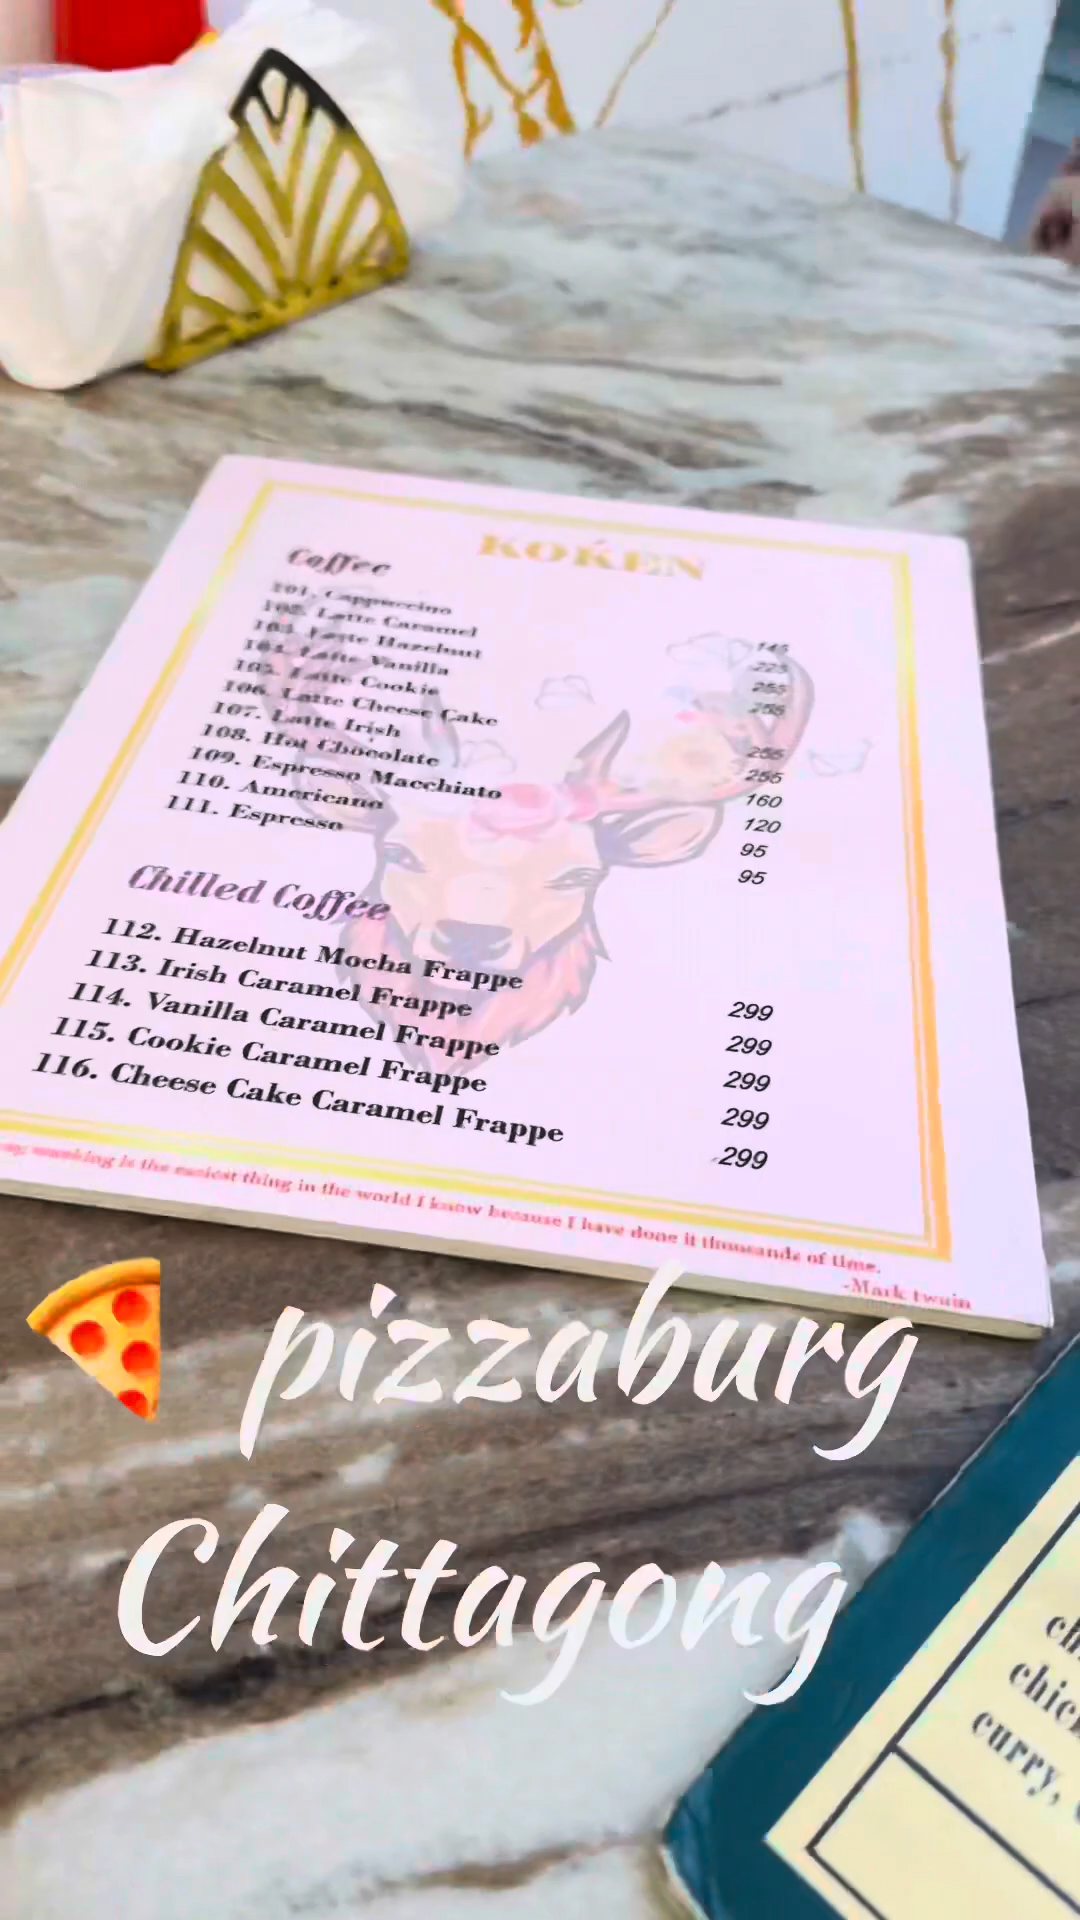 KOKEN
Coffee
101. Cappuccino 145
102. Latte Caramel 225
103. Latte Hazelnut 255
104. Latte Vanilla 255
105. Latte Cookie
106. Latte Cheese Cake 255
107. Latte Irish 255
108. Hot Chocolate 160
109. Espresso Macchiato 120
110. Americano 95
111. Espresso 95
Chilled Coffee
112. Hazelnut Mocha Frappe 299
113. Irish Caramel Frappe 299
114. Vanilla Caramel Frappe 299
115. Cookie Caramel Frappe 299
116. Cheese Cake Caramel Frappe 299
is the easiest thing in the world I know because I have done it thousands of time.
-Mark twain
pizzaburg
Chittagong
curry,